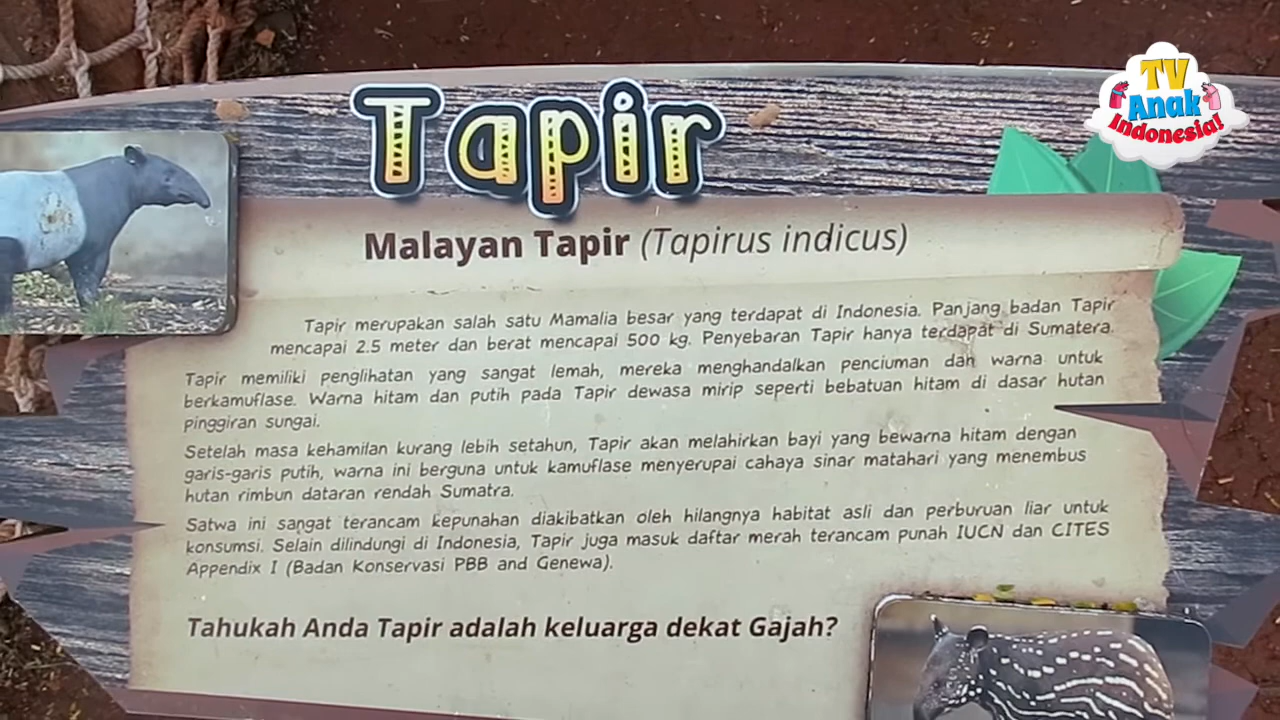 TV
Anak
Indonesia!
Tapir
Malayan Tapir (Tapirus indicus)
Tapir merupakan salah satu Mamalia besar yang terdapat di Indonesia. Panjang badan Tapir
mencapai 2.5 meter dan berat mencapai 500 kg. Penyebaran Tapir hanya terdapat di Sumatera.
Tapir memiliki penglihatan yang sangat lemah, mereka menghandalkan penciuman dan warna untuk
berkamuflase. Warna hitam dan putih pada Tapir dewasa mirip seperti bebatuan hitam di dasar hutan
pinggiran sungai.
Setelah masa kehamilan kurang lebih setahun, Tapir akan melahirkan bayi yang bewarna hitam dengan
garis-garis putih, warna ini berguna untuk kamuflase menyerupai cahaya sinar matahari yang menembus
hutan rimbun dataran rendah Sumatra.
Satwa ini sangat terancam kepunahan diakibatkan oleh hilangnya habitat asli dan perburuan liar untuk
konsumsi. Selain dilindungi di Indonesia, Tapir juga masuk daftar merah terancam punah IUCN dan CITES
Appendix I (Badan Konservasi PBB and Genewa).
Tahukah Anda Tapir adalah keluarga dekat Gajah?